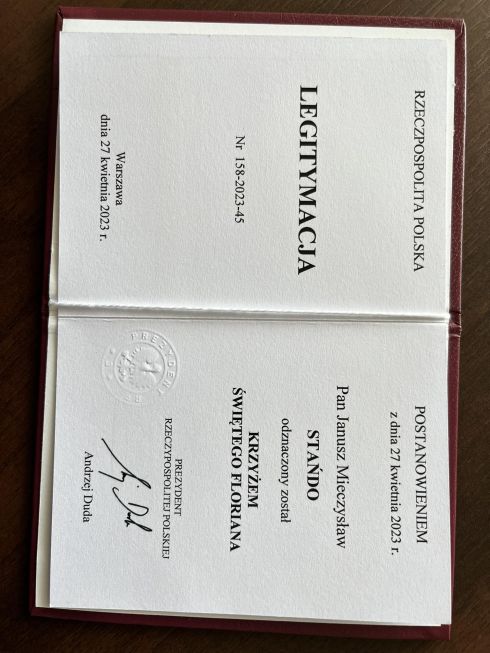 RZECZPOSPOLITA POLSKA
LEGITYMACJA
Nr 158-2023-45
Warszawa
dnia 27 kwietnia 2023 r.
POSTANOWIENIEM
z dnia 27 kwietnia 2023 r.
Pan Janusz Mieczysław
STAŃDO
odznaczony został
KRZYŻEM
ŚWIĘTEGO FLORIANA
PREZYDENT
RZECZYPOSPOLITEJ POLSKIEJ
Andrzej Duda